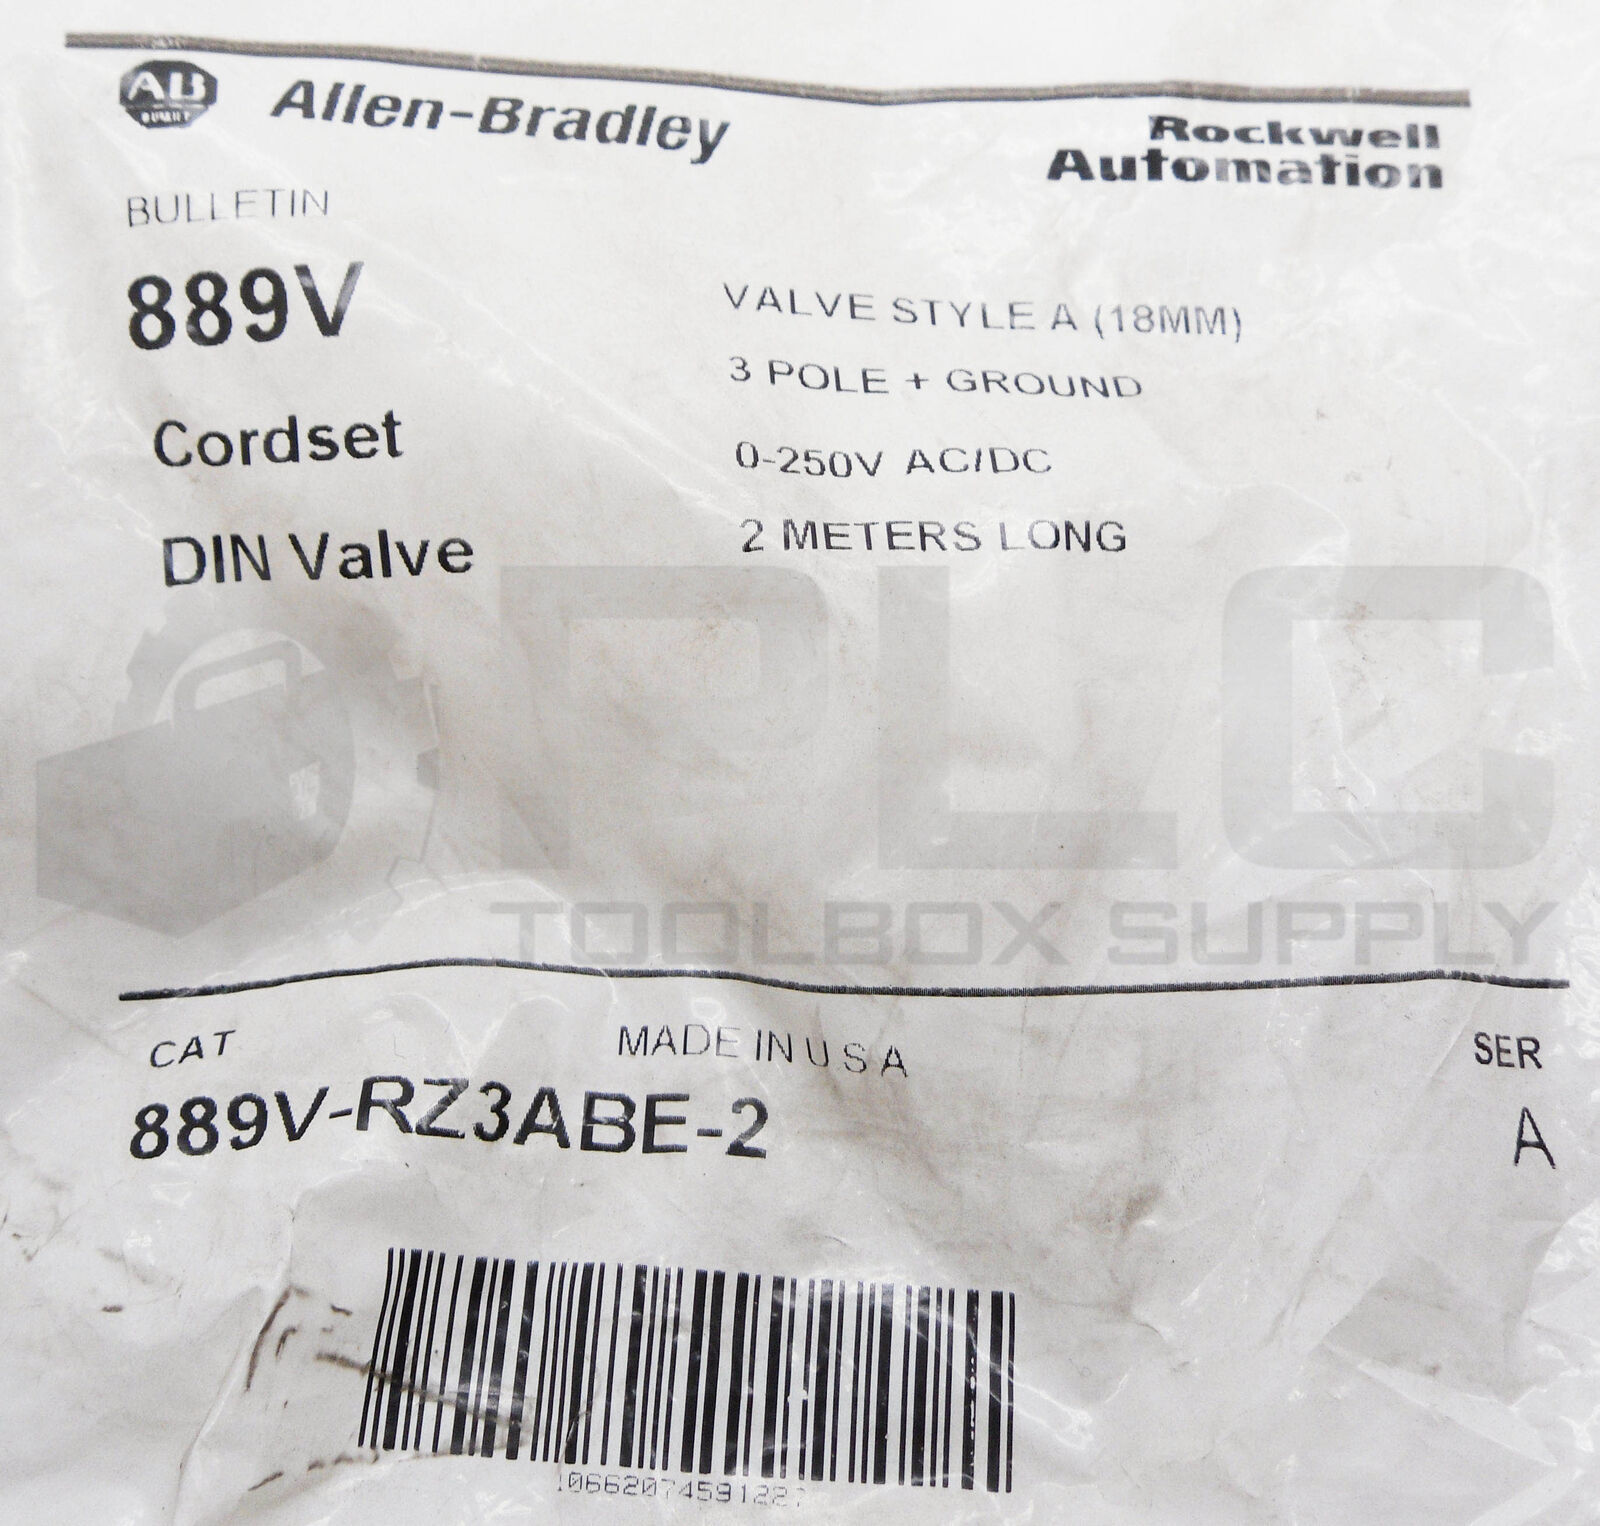 AB
QUALITY
Allen-Bradley
Rockwell
Automation
BULLETIN
889V
Cordset
DIN Valve
VALVE STYLE A (18MM)
3 POLE + GROUND
0-250V AC/DC
2 METERS LONG
PLC
TOOLBOX SUPPLY
CAT
MADE IN U S A
SER
889V-RZ3ABE-2
A